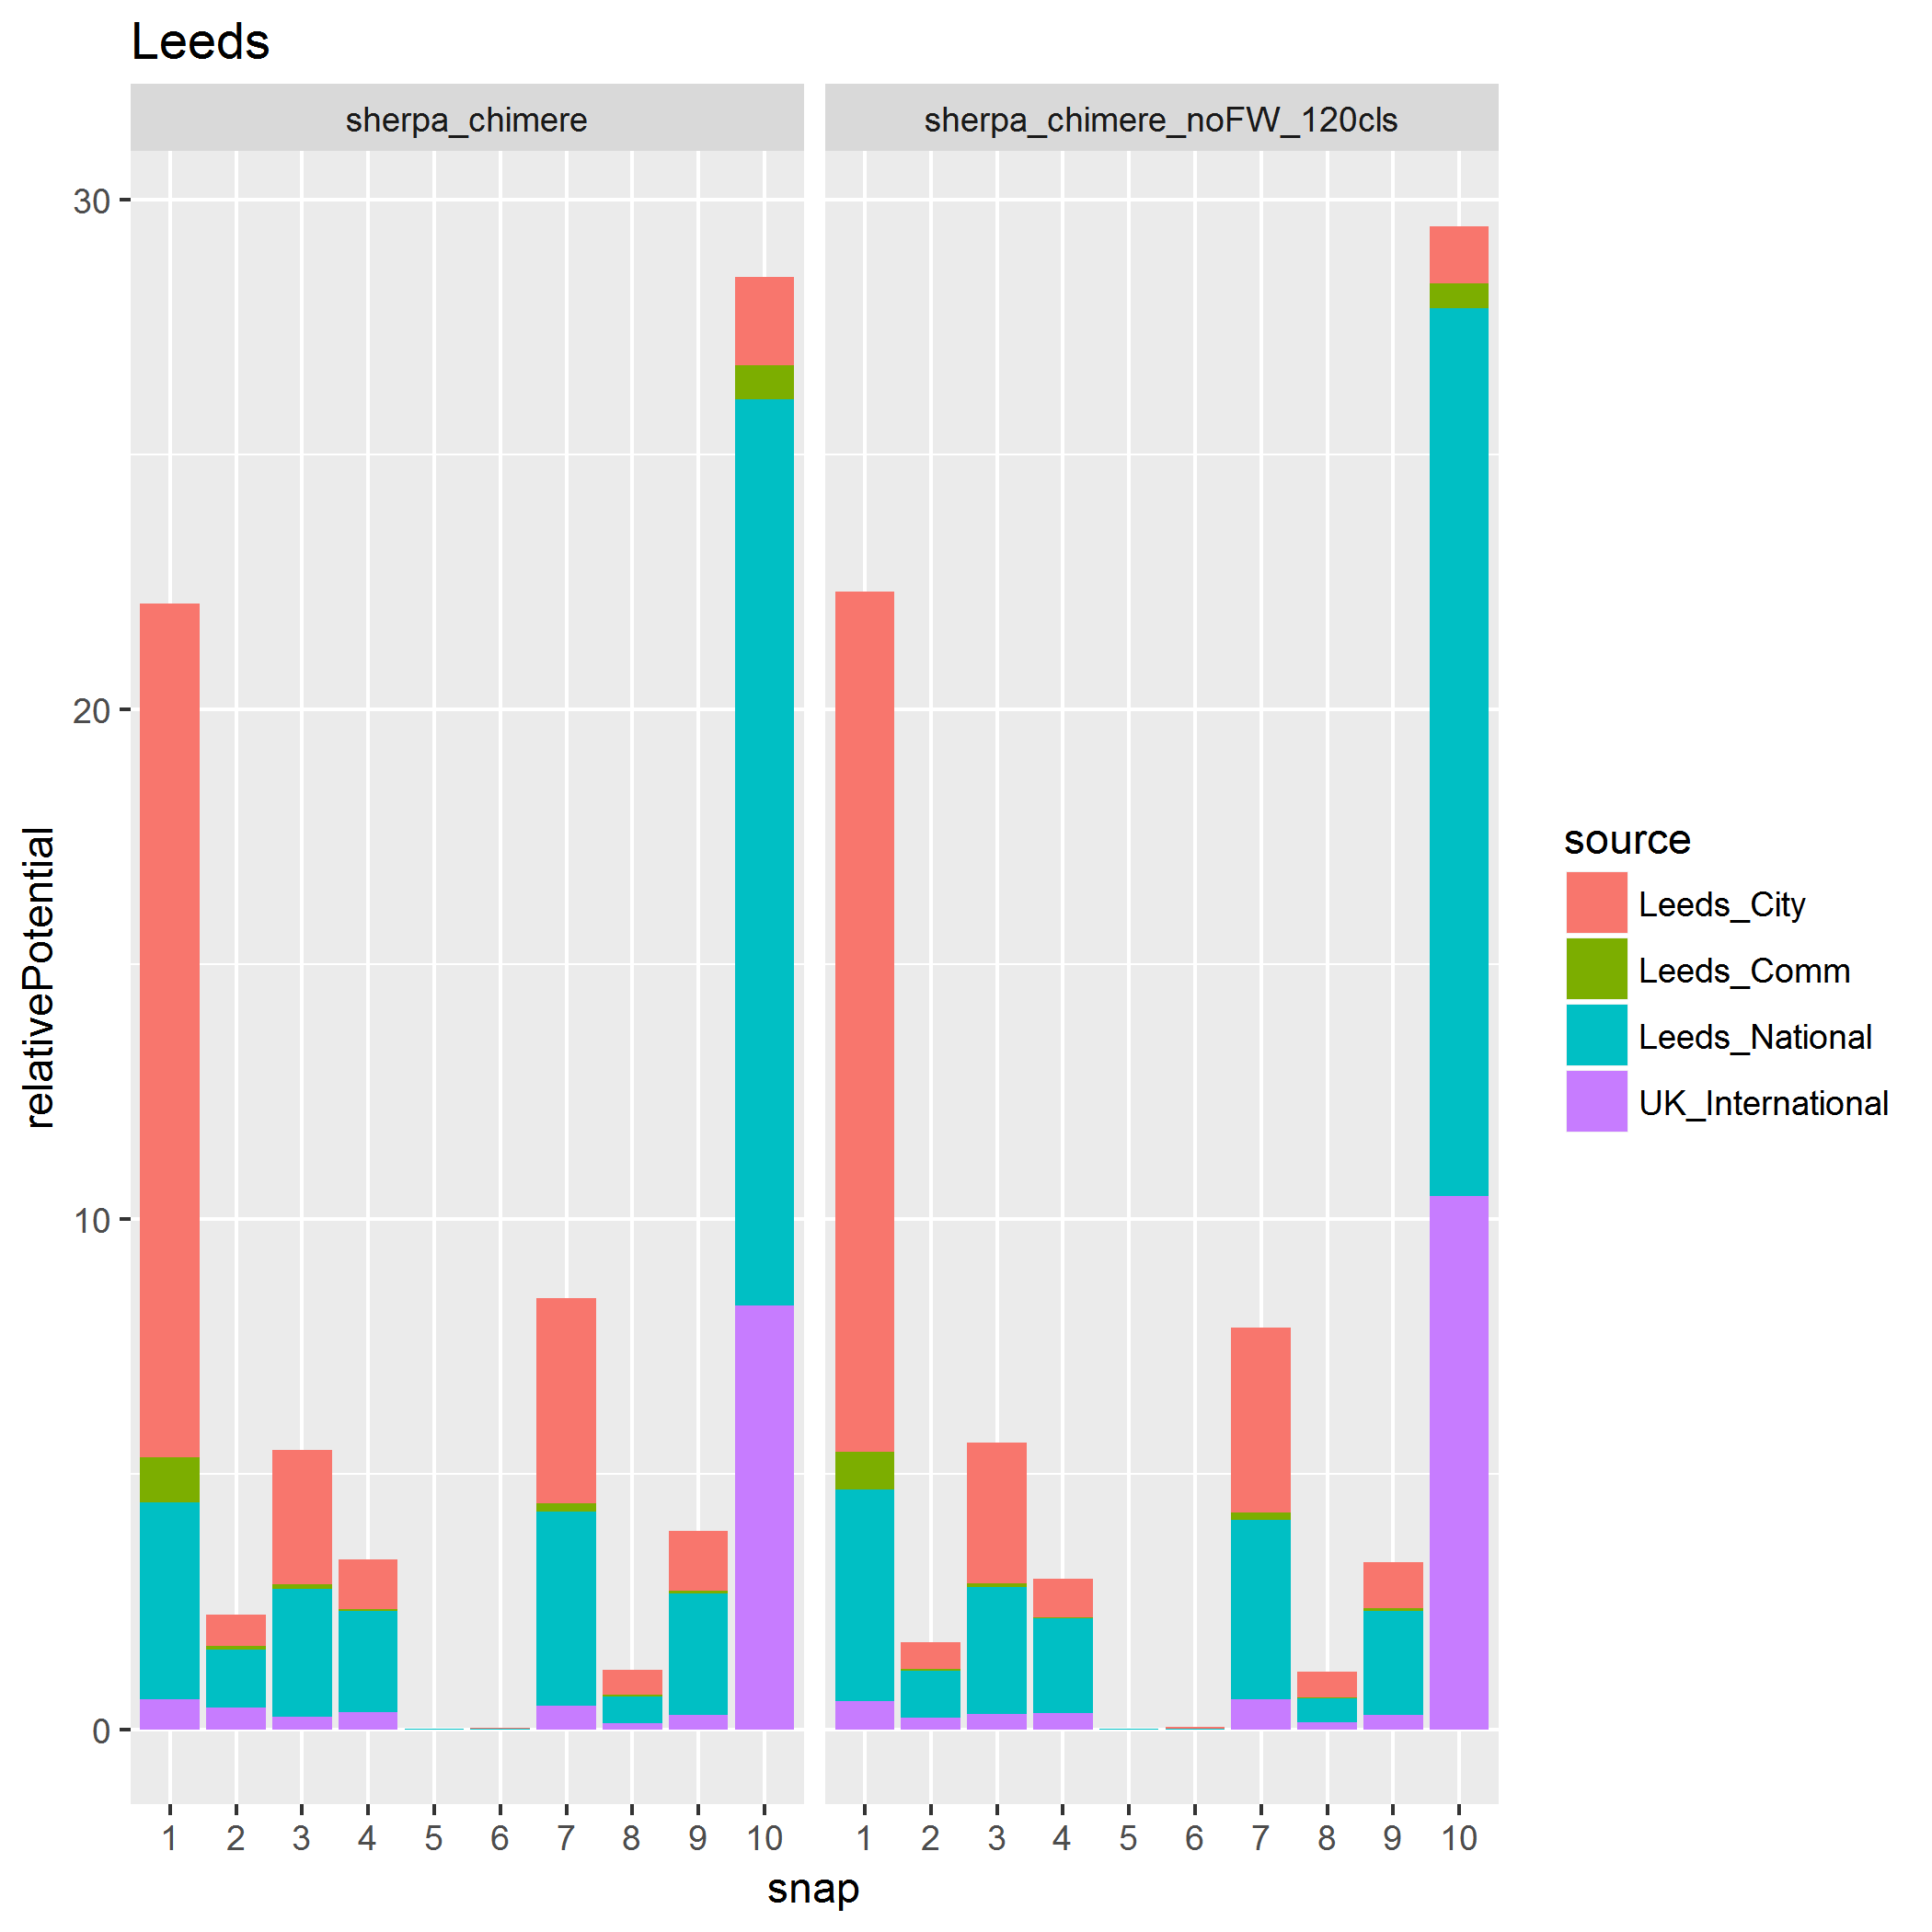 Leeds
sherpa_chimere
sherpa_chimere_noFW_120cls
30
20
10
0
relativePotential
1 2 3 4 5 6 7 8 9 10
1 2 3 4 5 6 7 8 9 10
snap
source
Leeds_City
Leeds_Comm
Leeds_National
UK_International